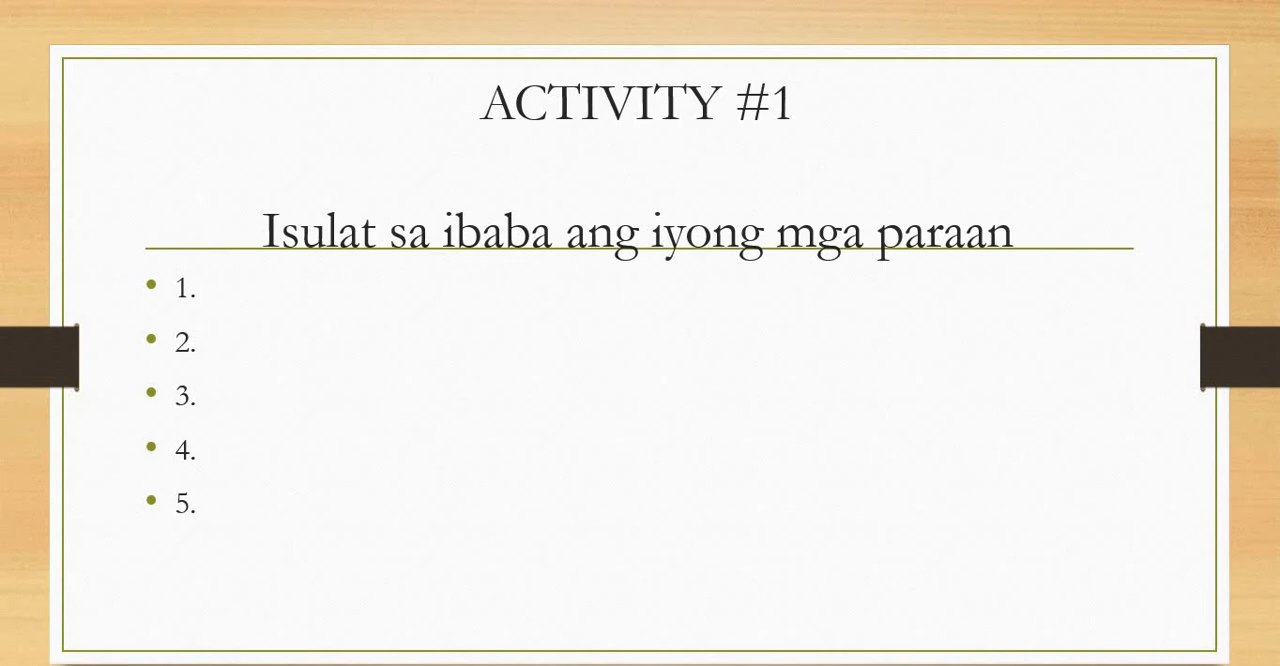 ACTIVITY #1
Isulat sa ibaba ang iyong mga paraan
• 1.
• 2.
• 3.
• 4.
• 5.